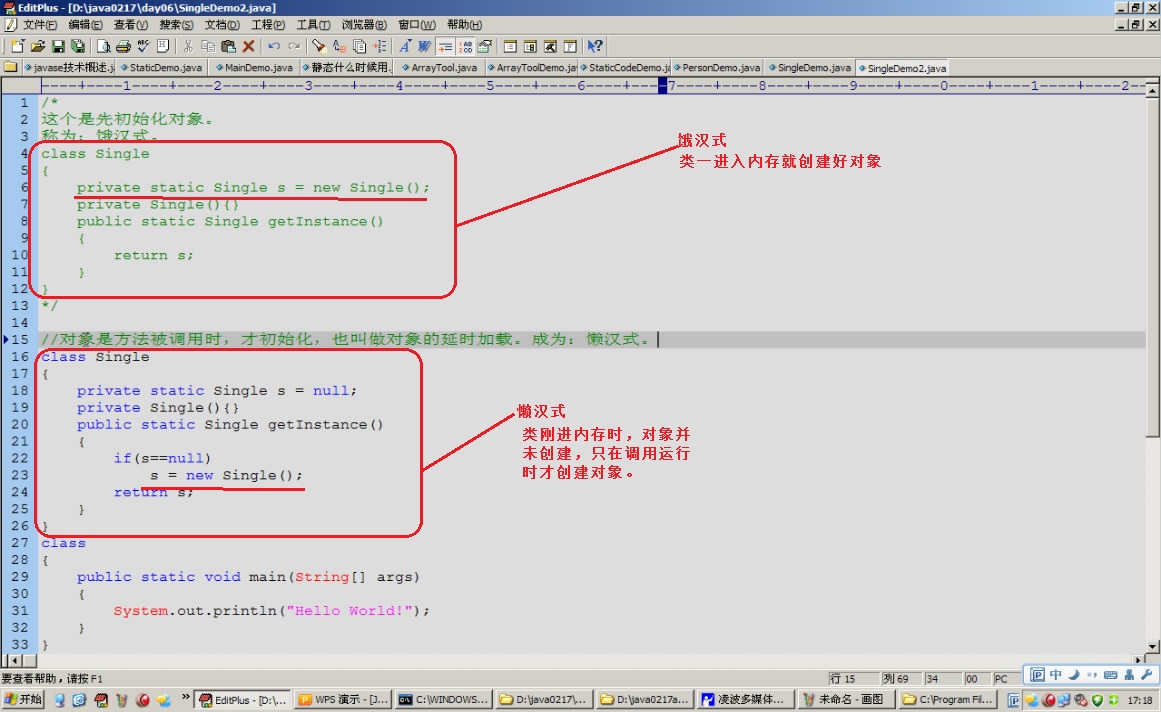 EditPlus - [D:\java0217\day06\SingleDemo2.java]
文件(F) 编辑(E) 查看(V) 搜索(S) 文档(D) 工程(P) 工具(T) 浏览器(B) 窗口(W) 帮助(H)
javase技术概述.j StaticDemo.java MainDemo.java 静态什么时候用. ArrayTool.java ArrayToolDemo.jav StaticCodeDemo.ja PersonDemo.java SingleDemo.java SingleDemo2.java
----+----1----+----2----+----3----+----4----+----5----+----6----+----7----+----8----+----9----+----0----+----1----+----2--
1 /*
2 这个是先初始化对象。
3 称为：饿汉式。
饿汉式
4 class Single
类一进入内存就创建好对象
5 {
6 private static Single s = new Single();
7 private Single(){}
8 public static Single getInstance()
9 {
10 return s;
11 }
12 }
13 */
14
15 //对象是方法被调用时，才初始化，也叫做对象的延时加载。成为：懒汉式。
16 class Single
17 {
18 private static Single s = null;
19 private Single(){}
懒汉式
20 public static Single getInstance()
类刚进内存时，对象并
21 {
未创建，只在调用运行
22 if(s==null)
时才创建对象。
23 s = new Single();
24 return s;
25 }
26 }
27 class
28 {
29 public static void main(String[] args)
30 {
31 System.out.println("Hello World!");
32 }
33 }
要查看帮助，请按 F1 行 15 列 69 34 00 PC
中
开始 EditPlus - [D:\... WPS 演示 - [J... C:\WINDOWS... D:\java0217\... D:\java0217a... 凌波多媒体... 未命名 - 画图 C:\Program Fil... 17:18